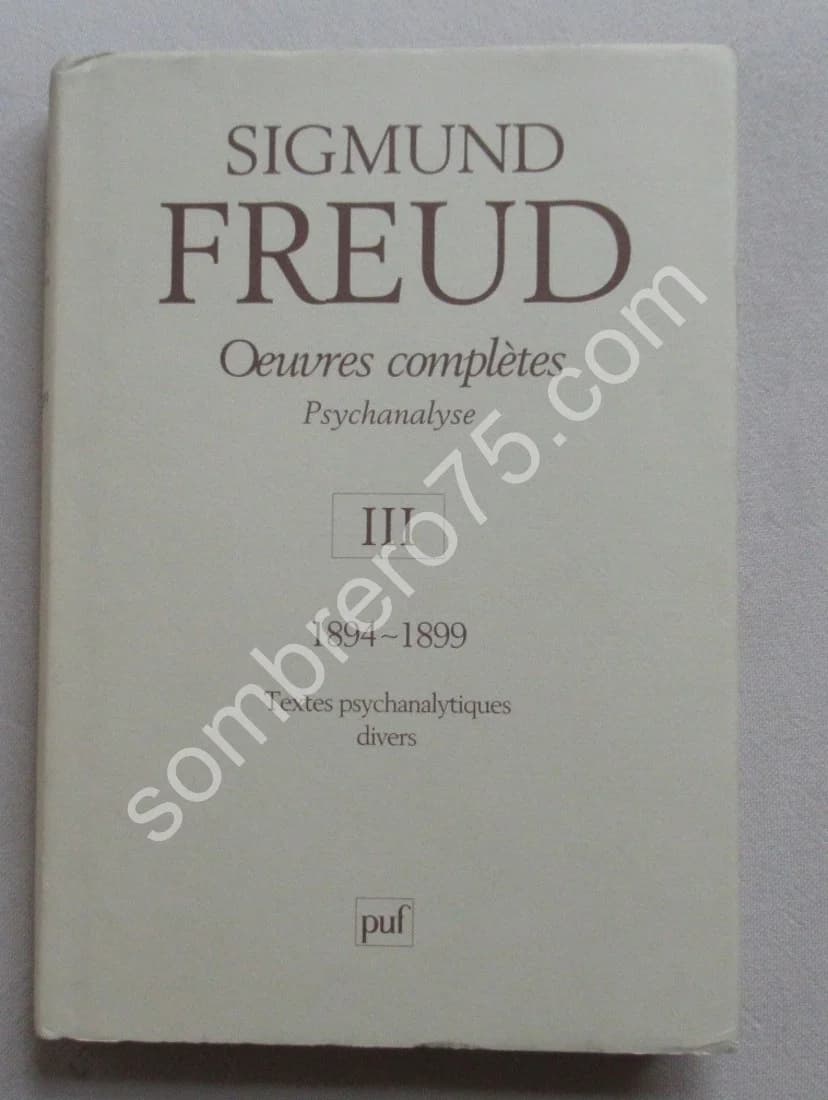 SIGMUND
FREUD
Oeuvres complètes
Psychanalyse
III
1894~1899
Textes psychanalytiques
divers
puf
sombrero75.com